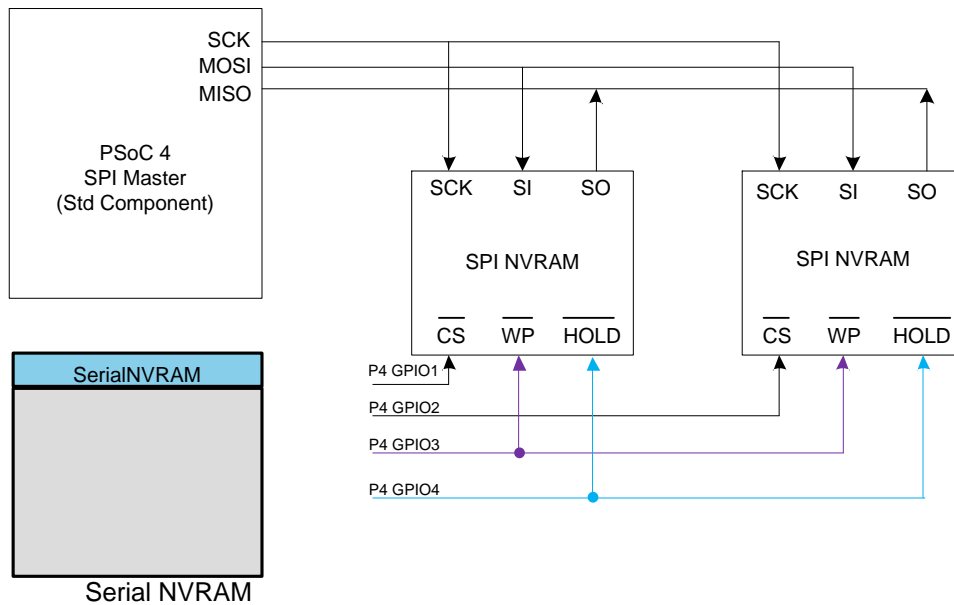 SCK
MOSI
MISO
PSoC 4
SPI Master
(Std Component)
SCK SI SO
SPI NVRAM
CS WP HOLD
SCK SI SO
SPI NVRAM
CS WP HOLD
P4 GPIO1
P4 GPIO2
P4 GPIO3
P4 GPIO4
SerialNVRAM
Serial NVRAM